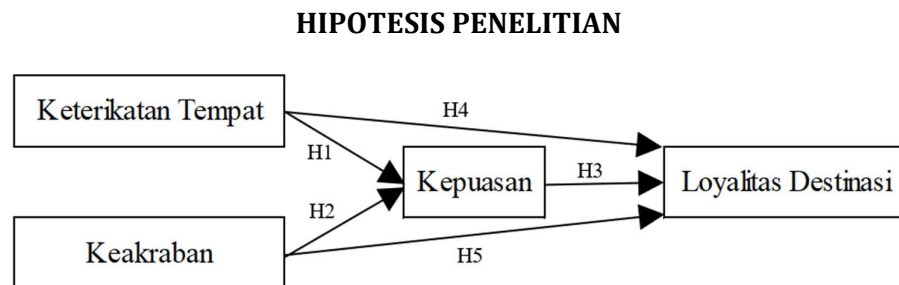 HIPOTESIS PENELITIAN
Keterikatan Tempat
H4
H1
Kepuasan
H3
Loyalitas Destinasi
H2
Keakraban
H5